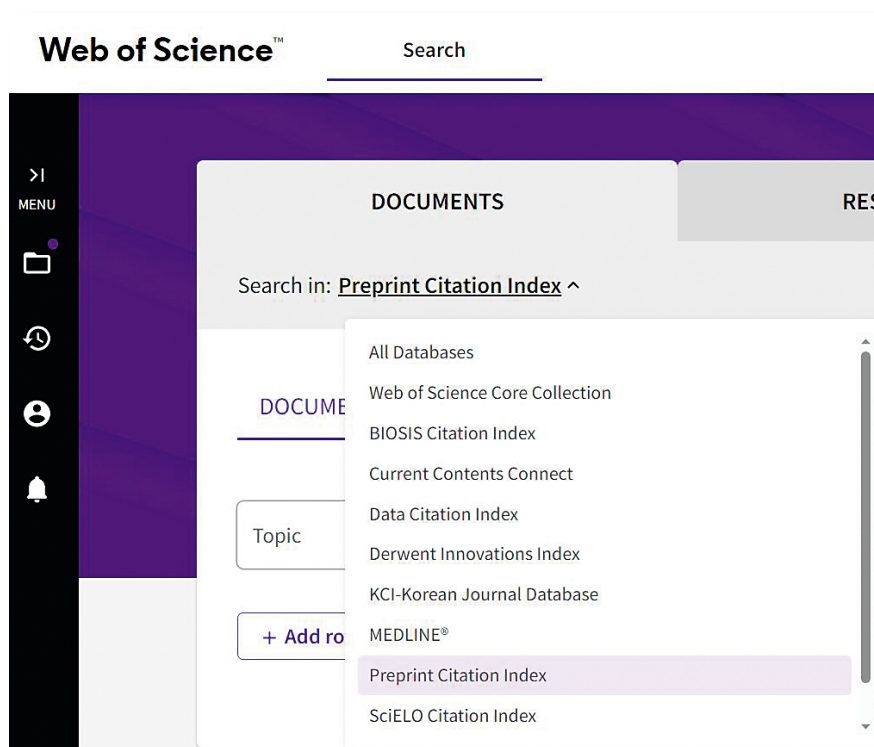 Web of Science™
Search
MENU
DOCUMENTS
RES
Search in: Preprint Citation Index
All Databases
Web of Science Core Collection
DOCUME
BIOSIS Citation Index
Current Contents Connect
Data Citation Index
Topic
Derwent Innovations Index
KCI-Korean Journal Database
+ Add ro
MEDLINE®
Preprint Citation Index
SciELO Citation Index